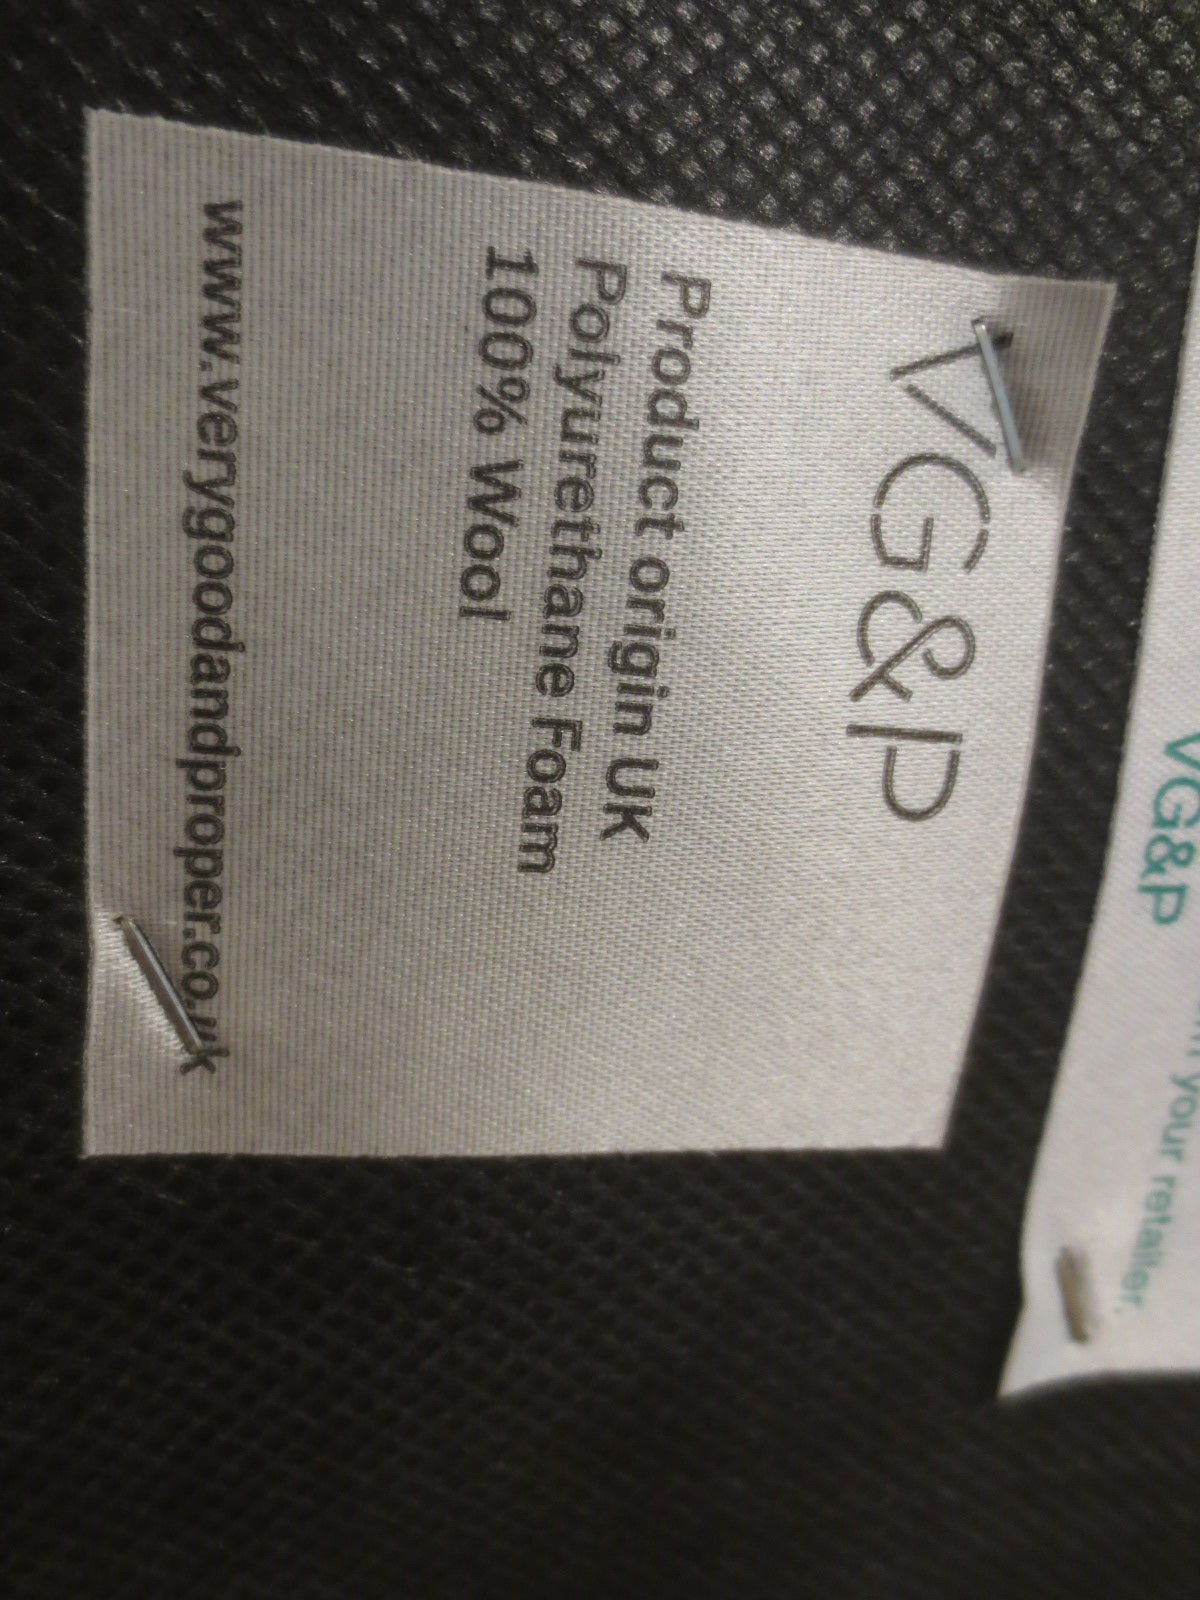 VG&P
Product origin UK
Polyurethane Foam
100% Wool
www.verygoodandproper.co.uk
VG&P
your retailer.